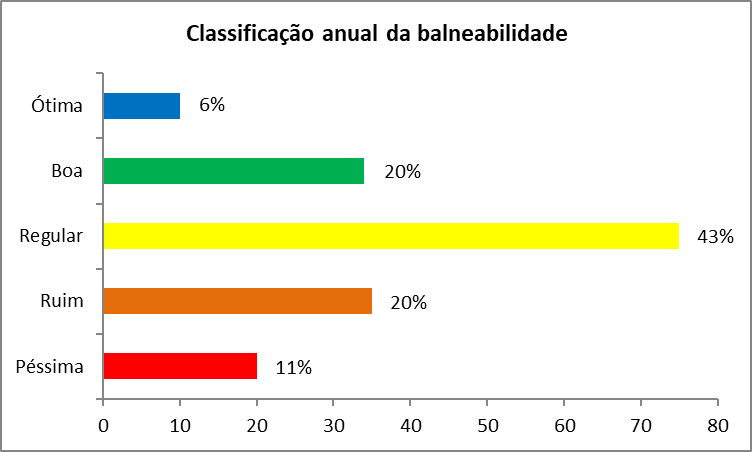 Classificação anual da balneabilidade
Ótima 6%
Boa 20%
Regular 43%
Ruim 20%
Péssima 11%
0 10 20 30 40 50 60 70 80